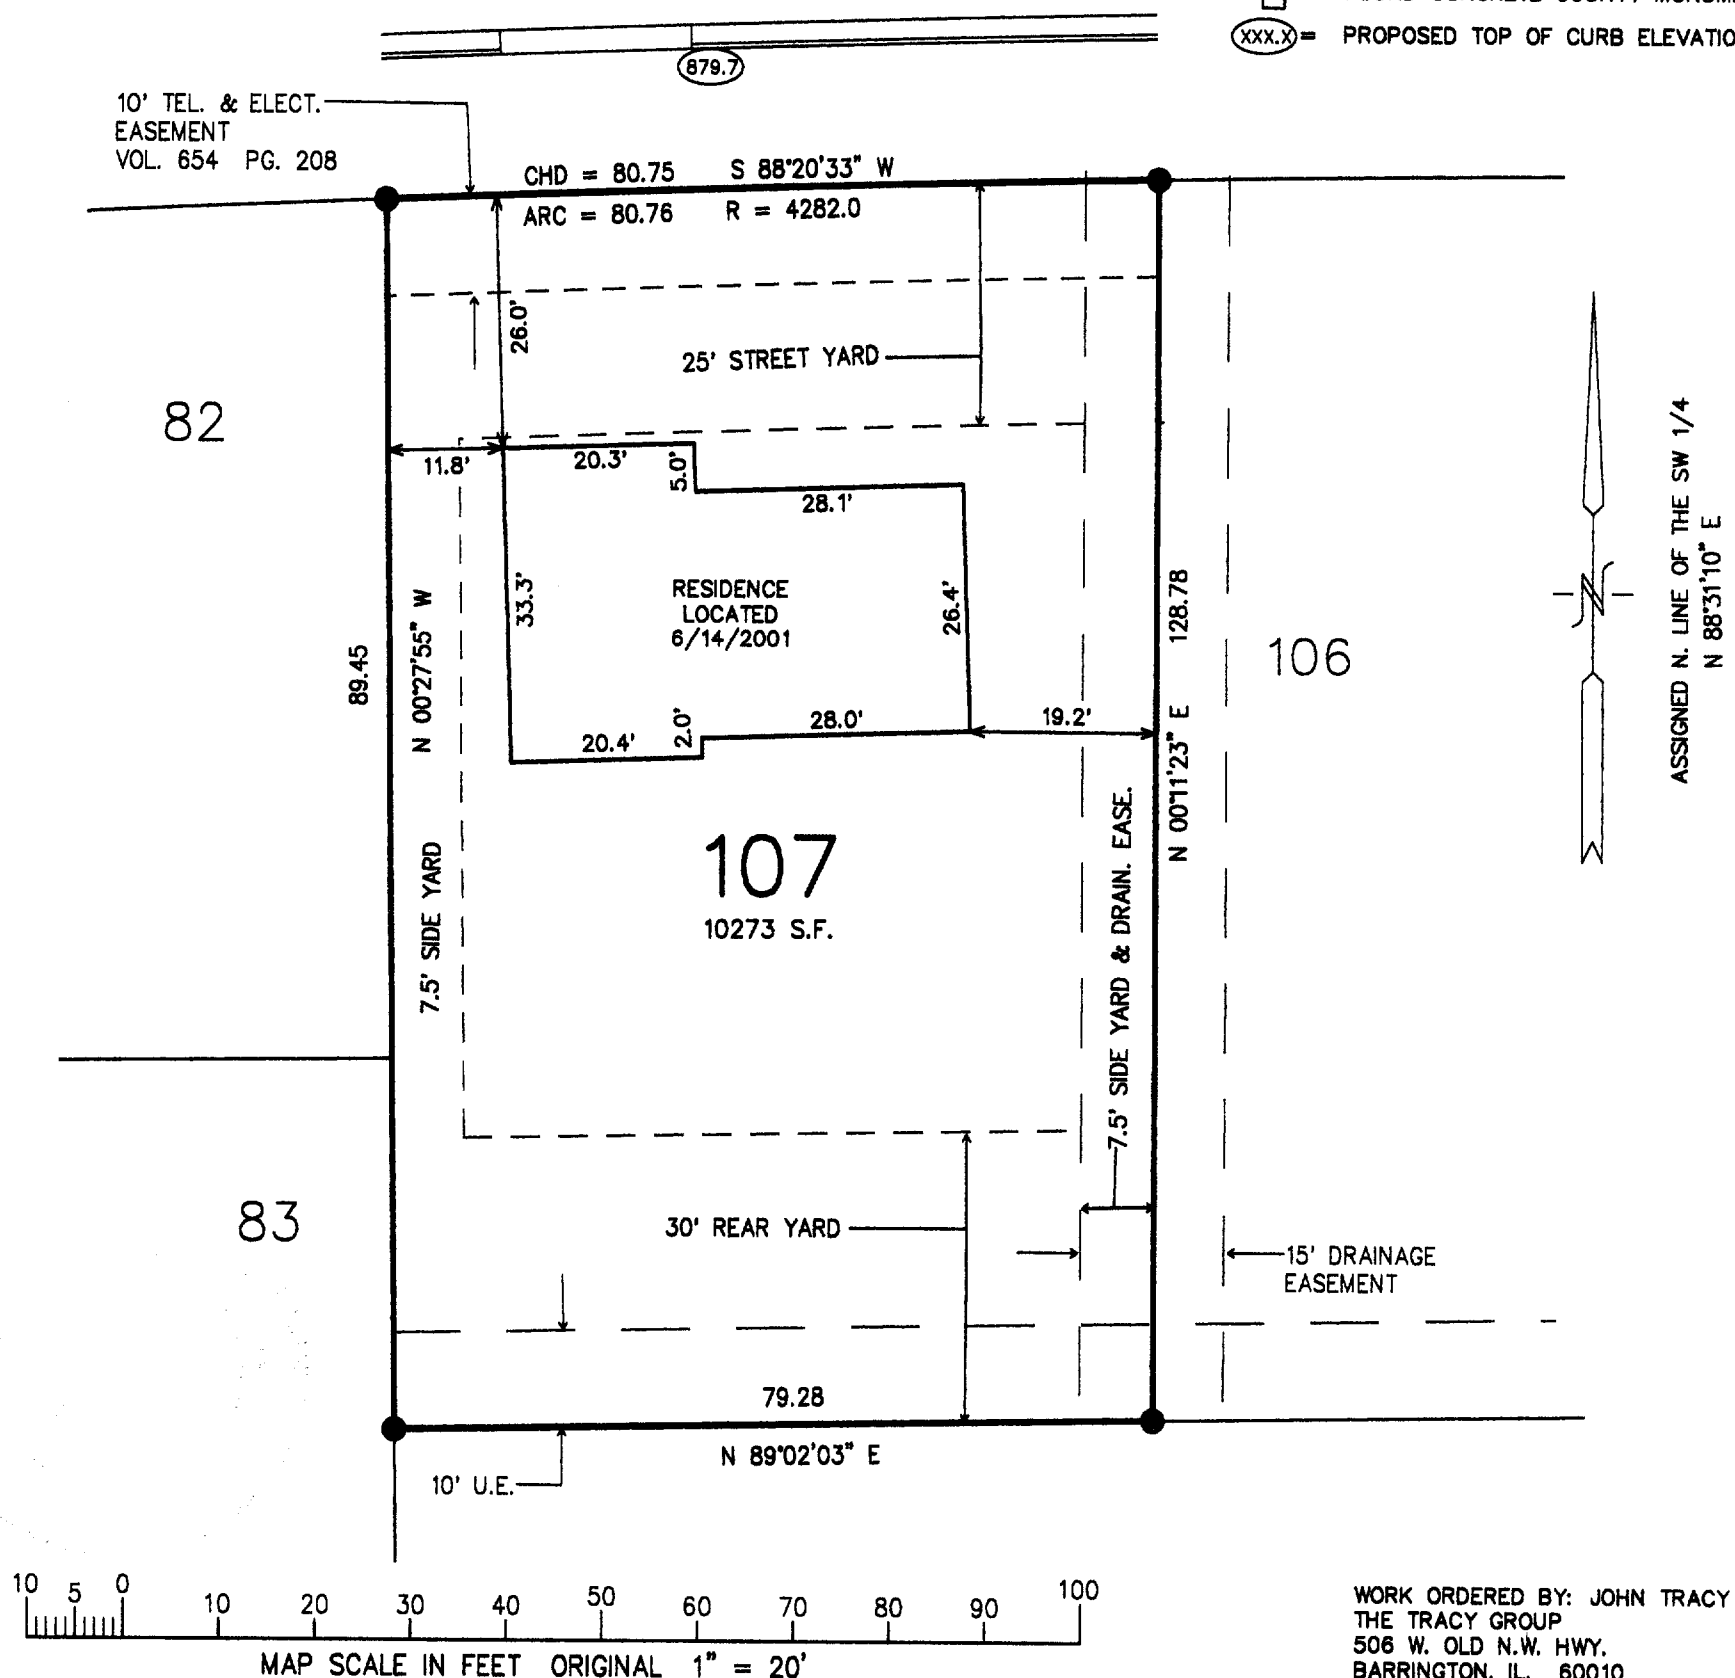 (XXX.X) = PROPOSED TOP OF CURB ELEVATIO
879.7
10' TEL. & ELECT.
EASEMENT
VOL. 654 PG. 208
CHD = 80.75 S 88°20'33" W
ARC = 80.76 R = 4282.0
26.0'
25' STREET YARD
82
11.8'
20.3'
5.0'
28.1'
33.3'
RESIDENCE
LOCATED
6/14/2001
26.4'
20.4'
2.0'
28.0'
19.2'
89.45
N 00°27'55" W
7.5' SIDE YARD
N 00°11'23" E 128.78
106
N
ASSIGNED N. LINE OF THE SW 1/4
N 88°31'10" E
107
10273 S.F.
7.5' SIDE YARD & DRAIN. EASE.
83
30' REAR YARD
15' DRAINAGE
EASEMENT
79.28
N 89°02'03" E
10' U.E.
10 5 0 10 20 30 40 50 60 70 80 90 100
MAP SCALE IN FEET ORIGINAL 1" = 20'
WORK ORDERED BY: JOHN TRACY
THE TRACY GROUP
506 W. OLD N.W. HWY.
BARRINGTON, IL. 60010